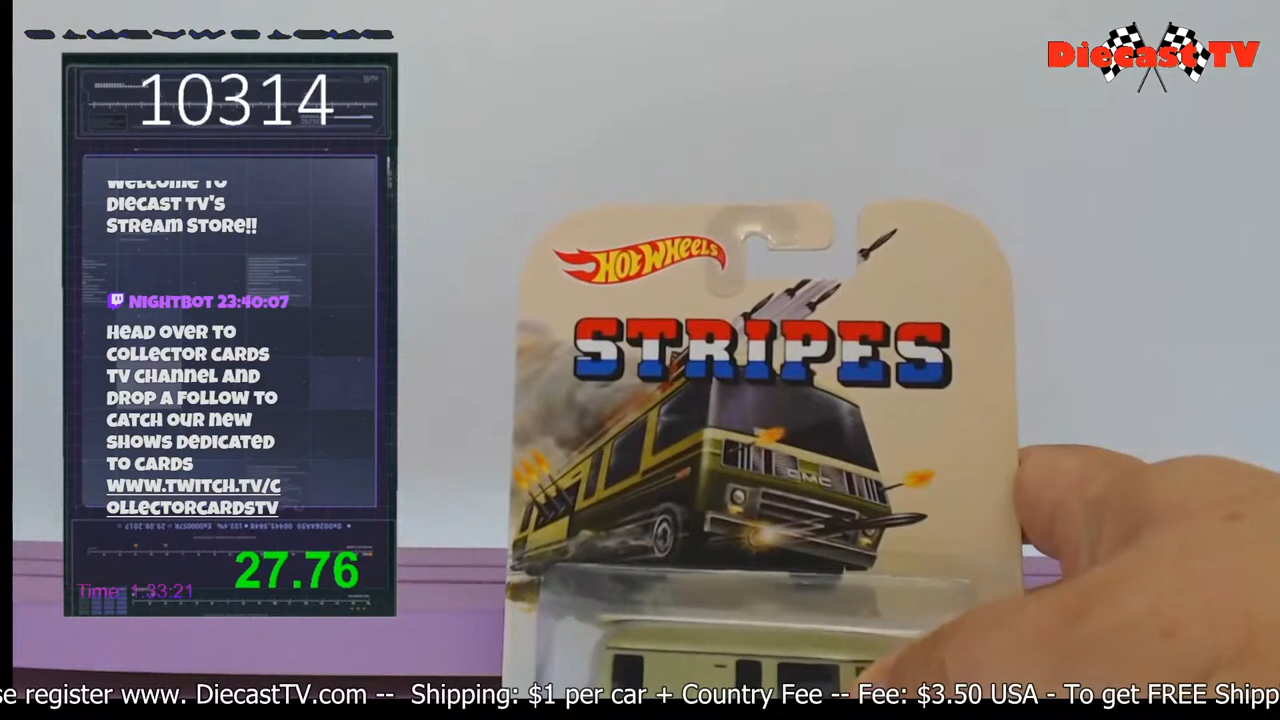 Diecast TV
10314
WELCOME TO
DIECAST TV'S
STREAM STORE!!
NIGHTBOT 23:40:07
HEAD OVER TO
COLLECTOR CARDS
TV CHANNEL AND
DROP A FOLLOW TO
CATCH OUR NEW
SHOWS DEDICATED
TO CARDS
WWW.TWITCH.TV/C
OLLECTORCARDSTV
27.76
Time: 1:33:21
HOT WHEELS
STRIPES
GMC
se register www. DiecastTV.com -- Shipping: $1 per car + Country Fee -- Fee: $3.50 USA - To get FREE Shipp